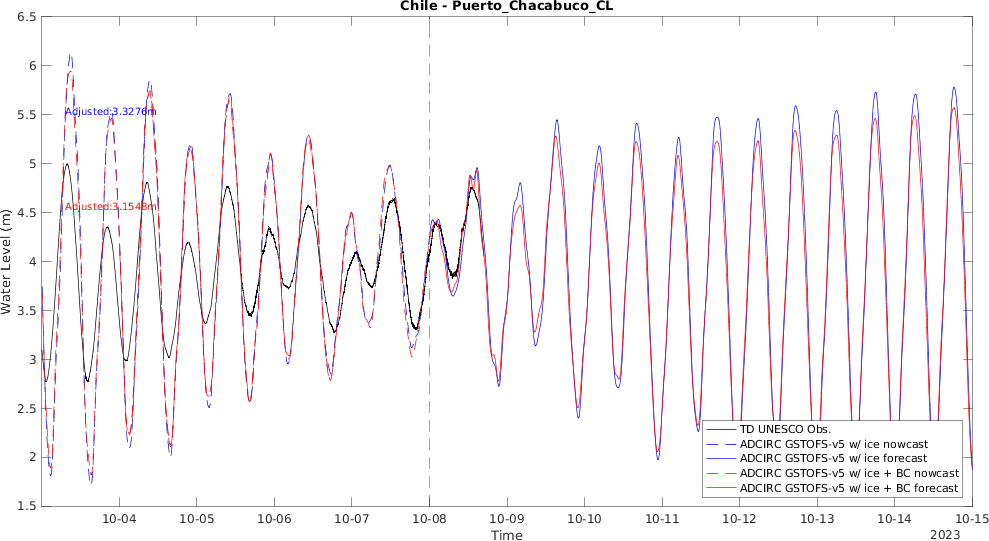 Chile - Puerto_Chacabuco_CL
Water Level (m)
6.5
6
5.5
5
4.5
4
3.5
3
2.5
2
1.5
Adjusted:3.3276m
Adjusted:3.1548m
TD UNESCO Obs.
ADCIRC GSTOFS-v5 w/ ice nowcast
ADCIRC GSTOFS-v5 w/ ice forecast
ADCIRC GSTOFS-v5 w/ ice + BC nowcast
ADCIRC GSTOFS-v5 w/ ice + BC forecast
10-04 10-05 10-06 10-07 10-08 10-09 10-10 10-11 10-12 10-13 10-14 10-15
Time
2023